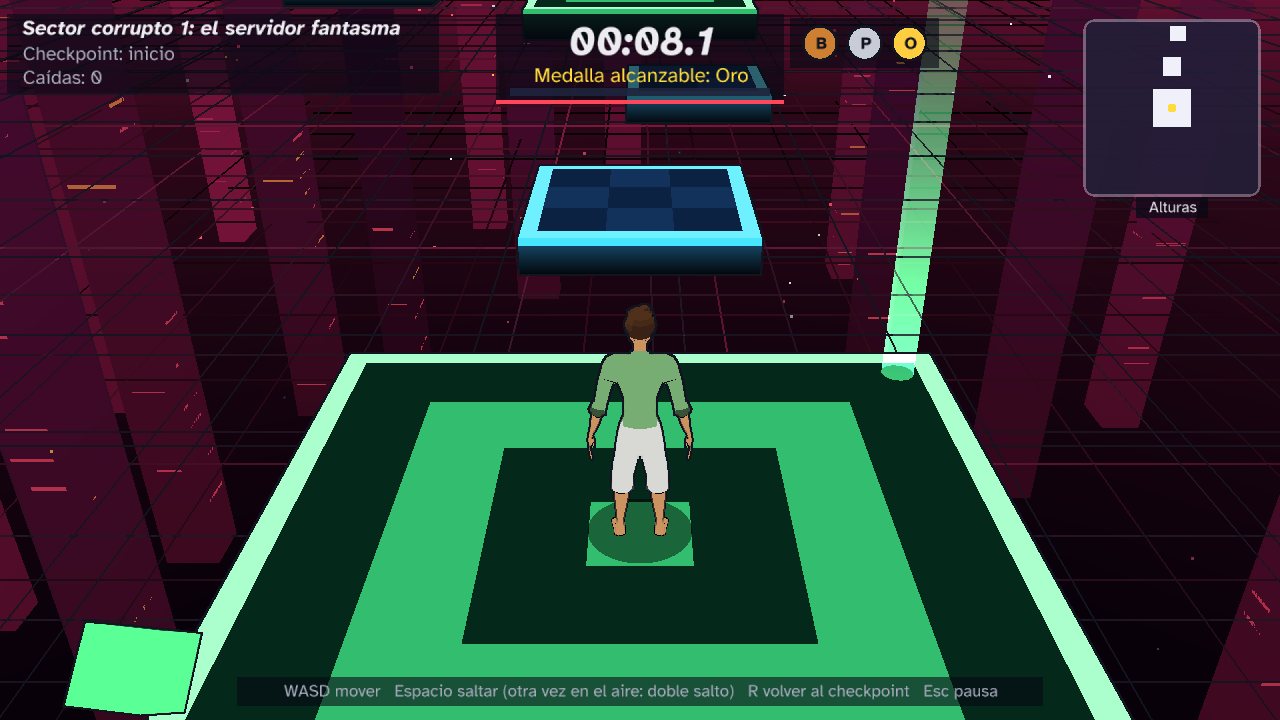 Sector corrupto 1: el servidor fantasma
Checkpoint: inicio
Caídas: 0
00:08.1
Medalla alcanzable: Oro
B P O
Alturas
WASD mover Espacio saltar (otra vez en el aire: doble salto) R volver al checkpoint Esc pausa